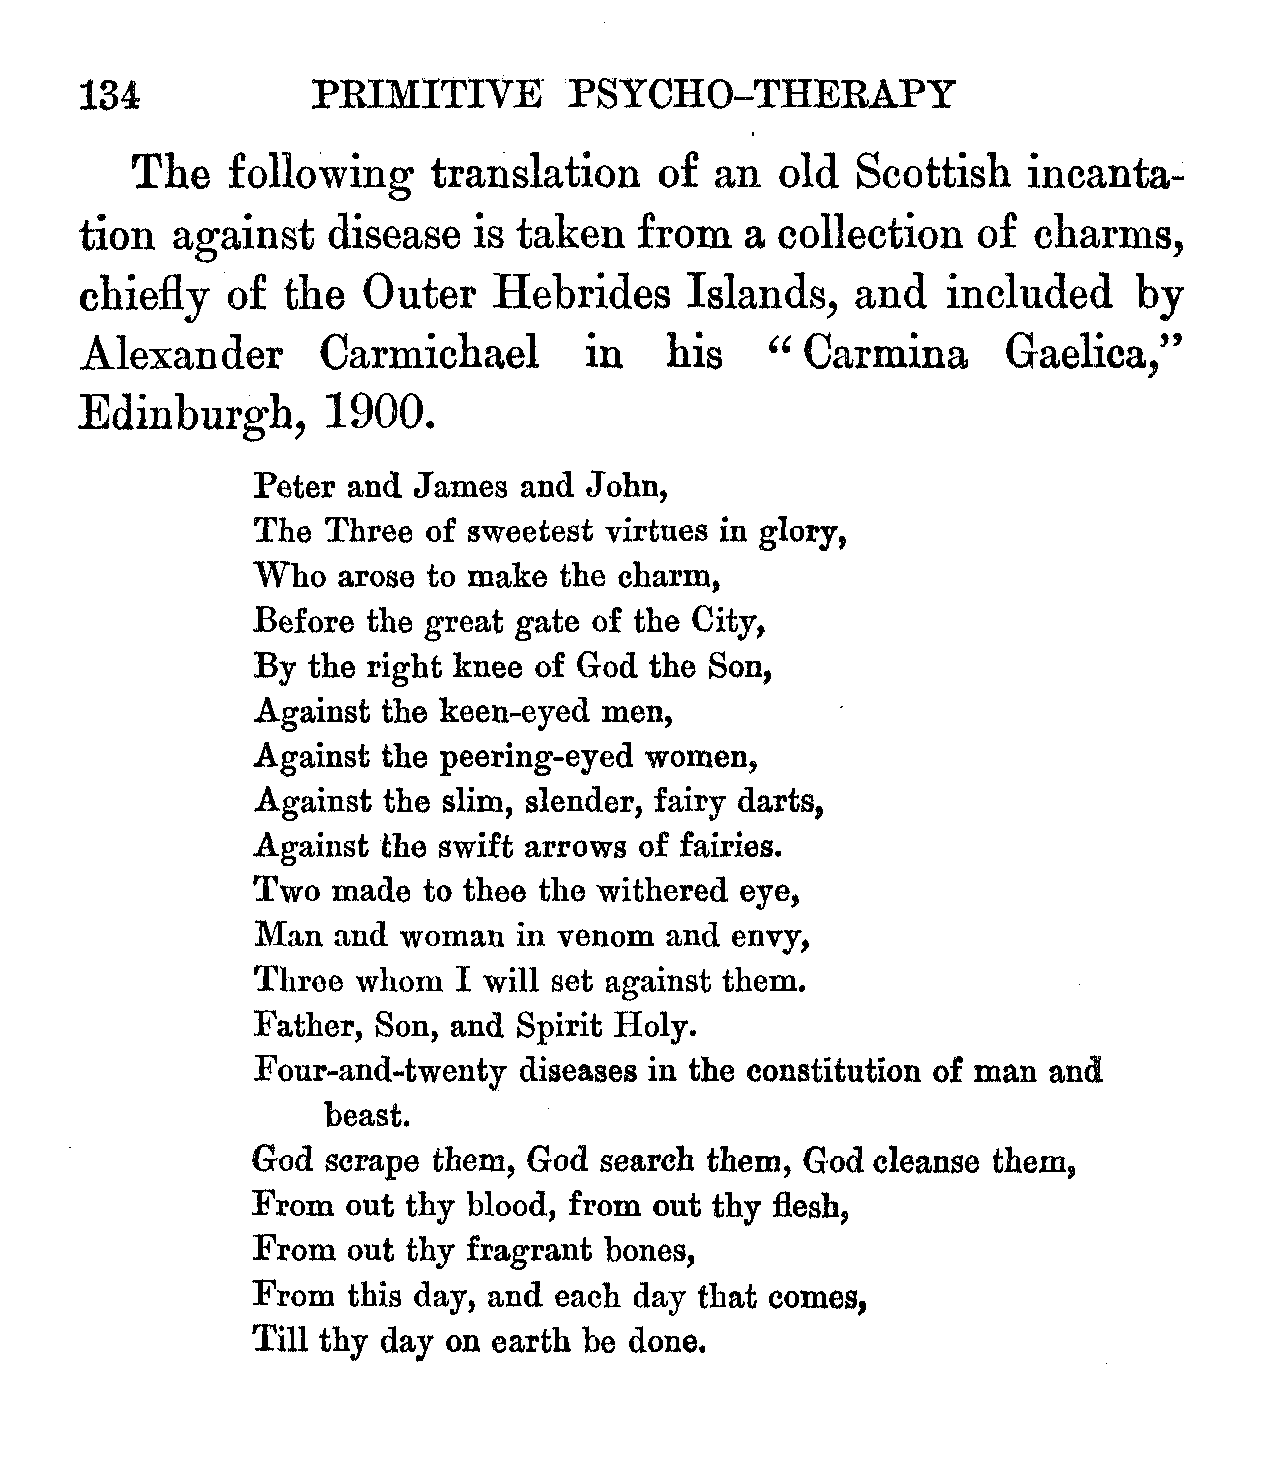 134 PRIMITIVE PSYCHO-THERAPY
The following translation of an old Scottish incanta-
tion against disease is taken from a collection of charms,
chiefly of the Outer Hebrides Islands, and included by
Alexander Carmichael in his “Carmina Gaelica,”
Edinburgh, 1900.
Peter and James and John,
The Three of sweetest virtues in glory,
Who arose to make the charm,
Before the great gate of the City,
By the right knee of God the Son,
Against the keen-eyed men,
Against the peering-eyed women,
Against the slim, slender, fairy darts,
Against the swift arrows of fairies.
Two made to thee the withered eye,
Man and woman in venom and envy,
Three whom I will set against them.
Father, Son, and Spirit Holy.
Four-and-twenty diseases in the constitution of man and
beast.
God scrape them, God search them, God cleanse them,
From out thy blood, from out thy flesh,
From out thy fragrant bones,
From this day, and each day that comes,
Till thy day on earth be done.